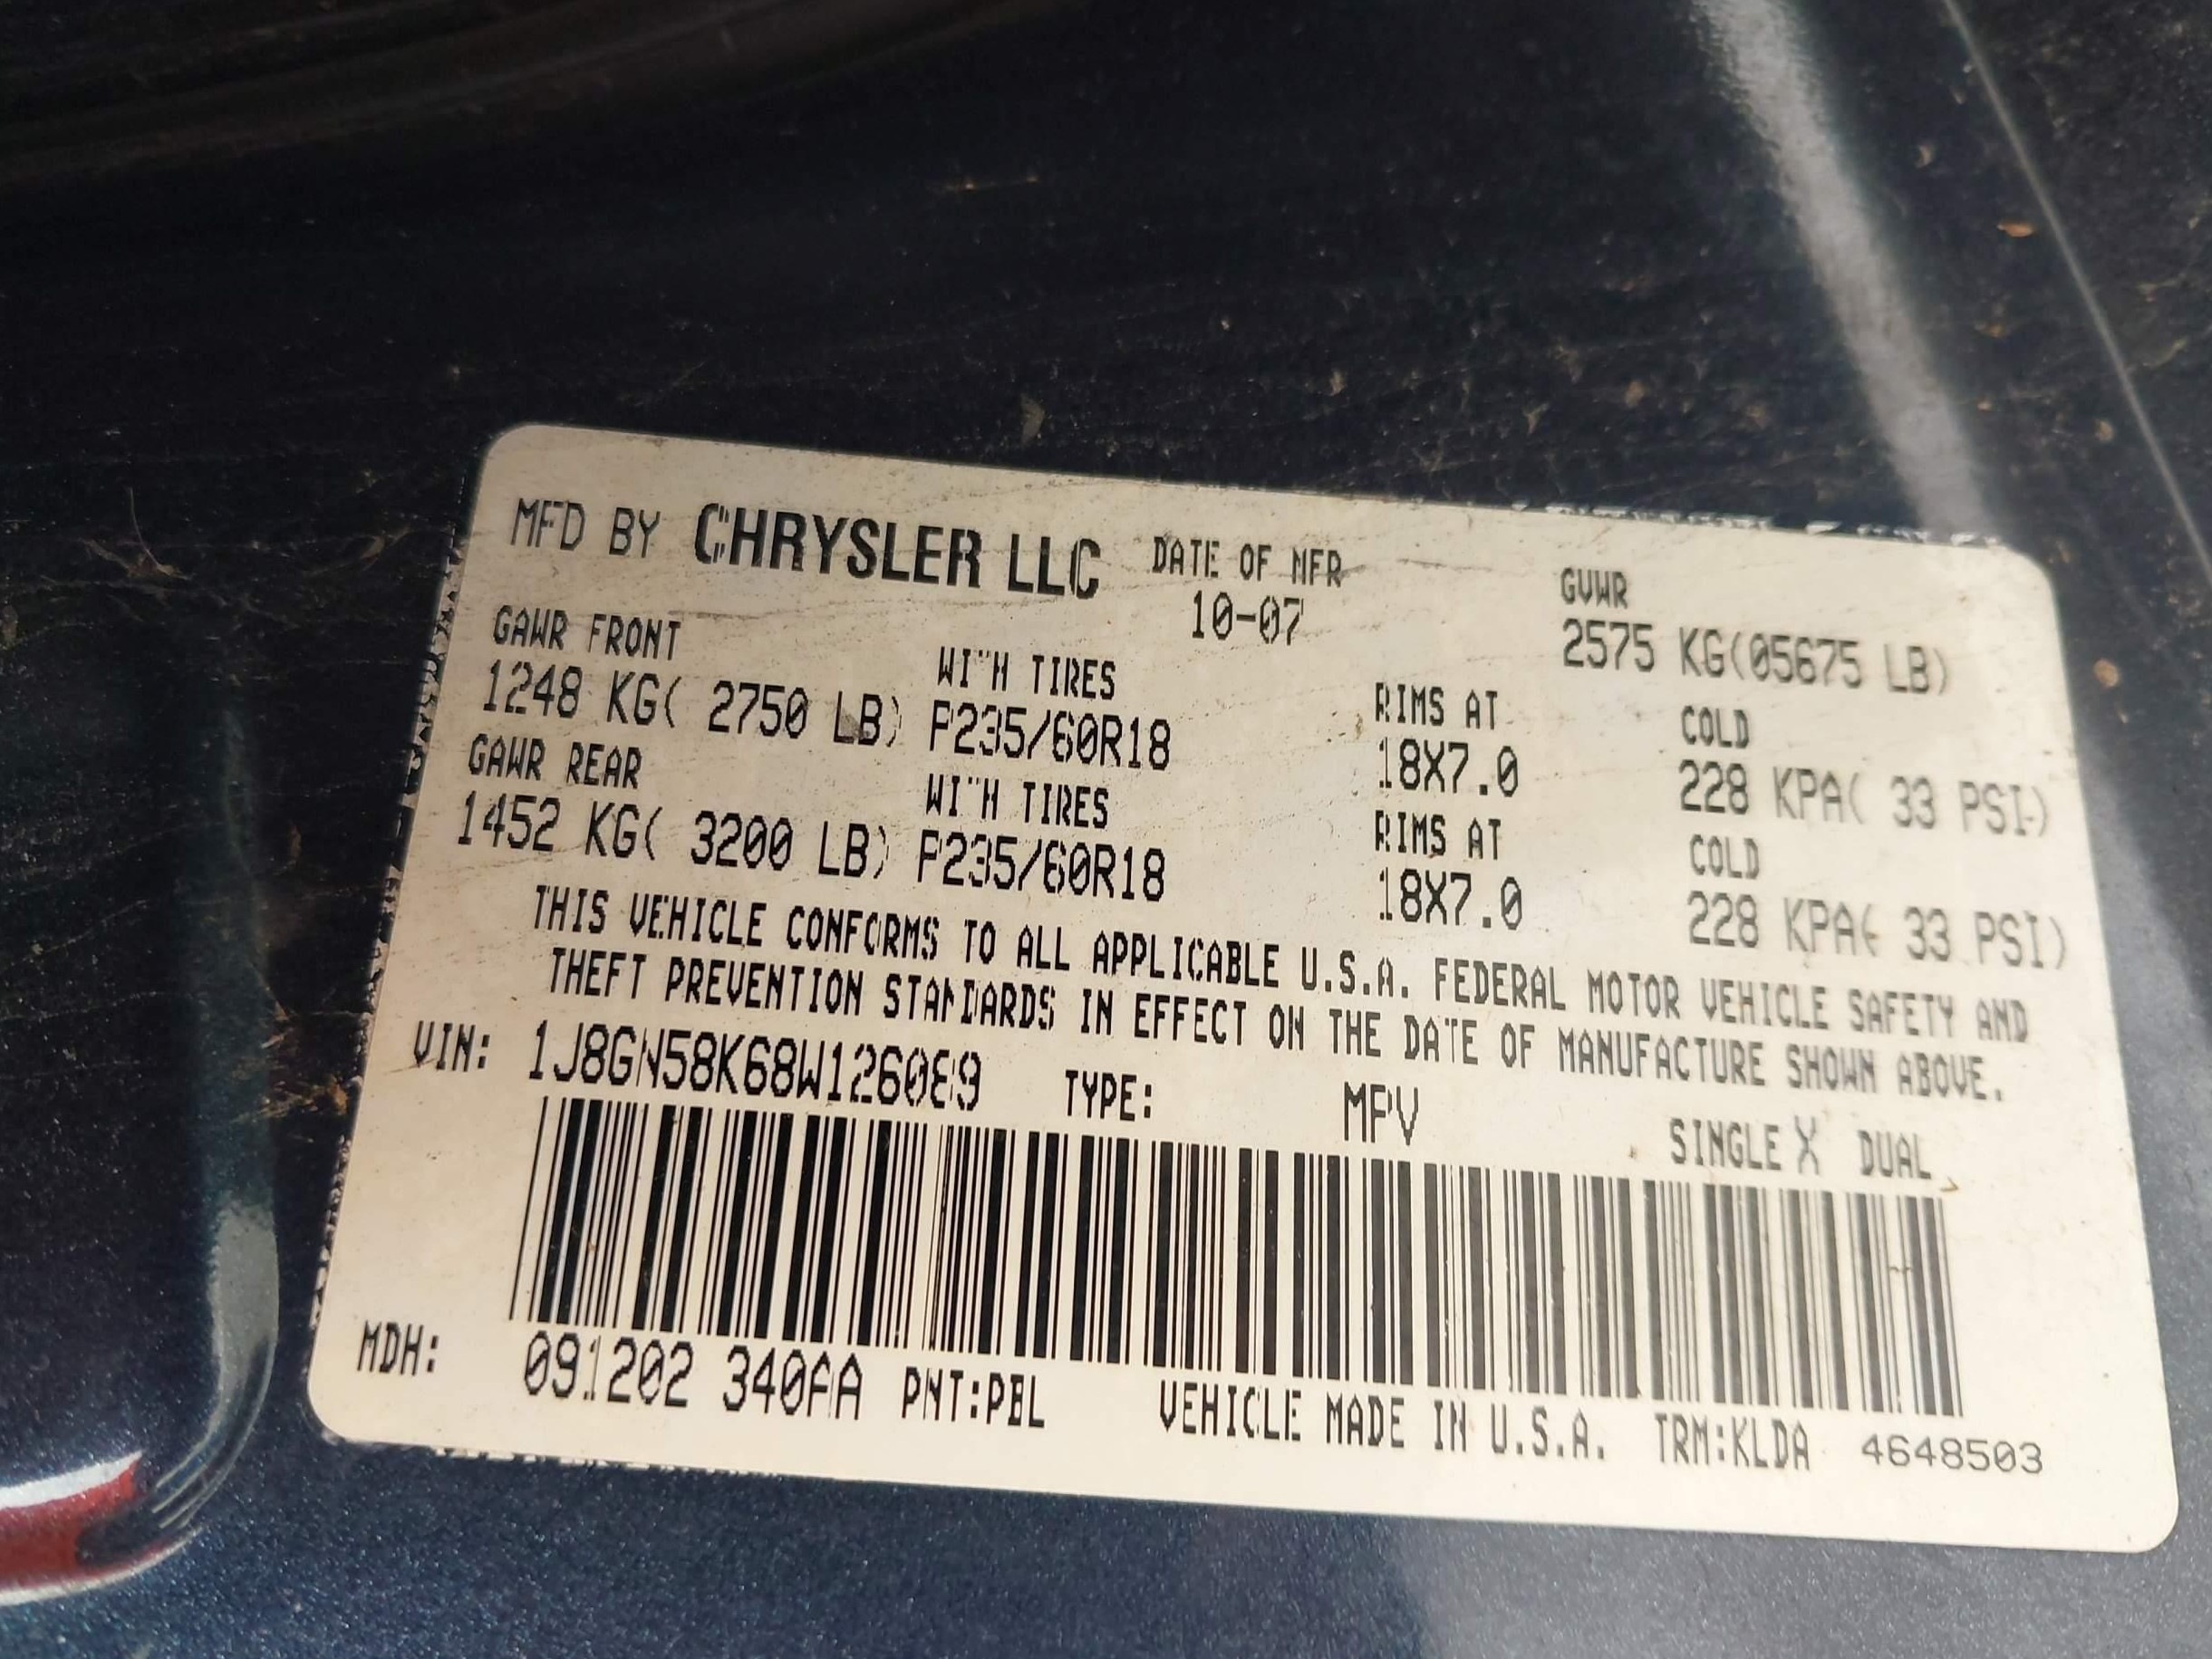 MFD BY CHRYSLER LLC DATE OF MFR GVWR
10-07 2575 KG(05675 LB)
GAWR FRONT WITH TIRES RIMS AT COLD
1248 KG( 2750 LB) P235/60R18 18X7.0 228 KPA( 33 PSI)
GAWR REAR WITH TIRES RIMS AT COLD
1452 KG( 3200 LB) P235/60R18 18X7.0 228 KPA( 33 PSI)
THIS VEHICLE CONFORMS TO ALL APPLICABLE U.S.A. FEDERAL MOTOR VEHICLE SAFETY AND
THEFT PREVENTION STANDARDS IN EFFECT ON THE DATE OF MANUFACTURE SHOWN ABOVE.
VIN: 1J8GN58K68W126089 TYPE: MPV SINGLE X DUAL
MDH: 091202 340AA PNT:PBL VEHICLE MADE IN U.S.A. TRM:KLDA 4648503